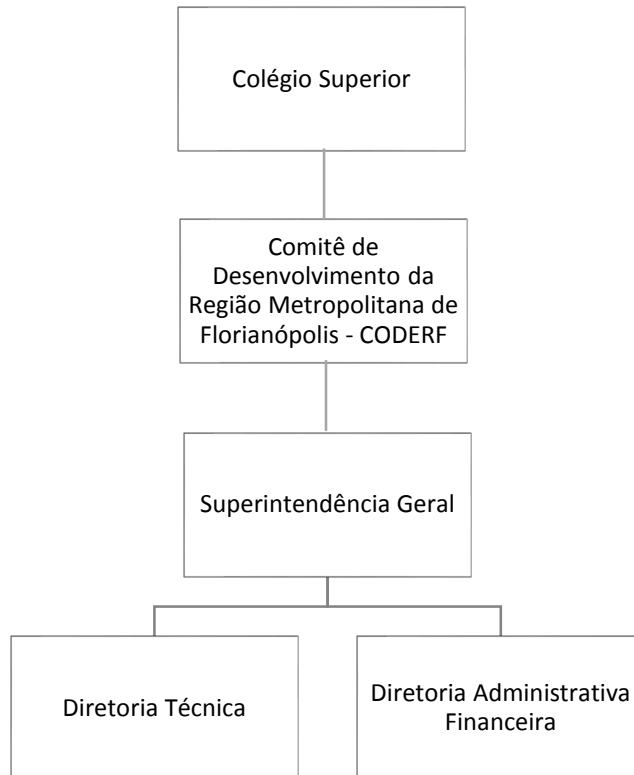 Colégio Superior
Comitê de
Desenvolvimento da
Região Metropolitana de
Florianópolis - CODERF
Superintendência Geral
Diretoria Técnica
Diretoria Administrativa
Financeira